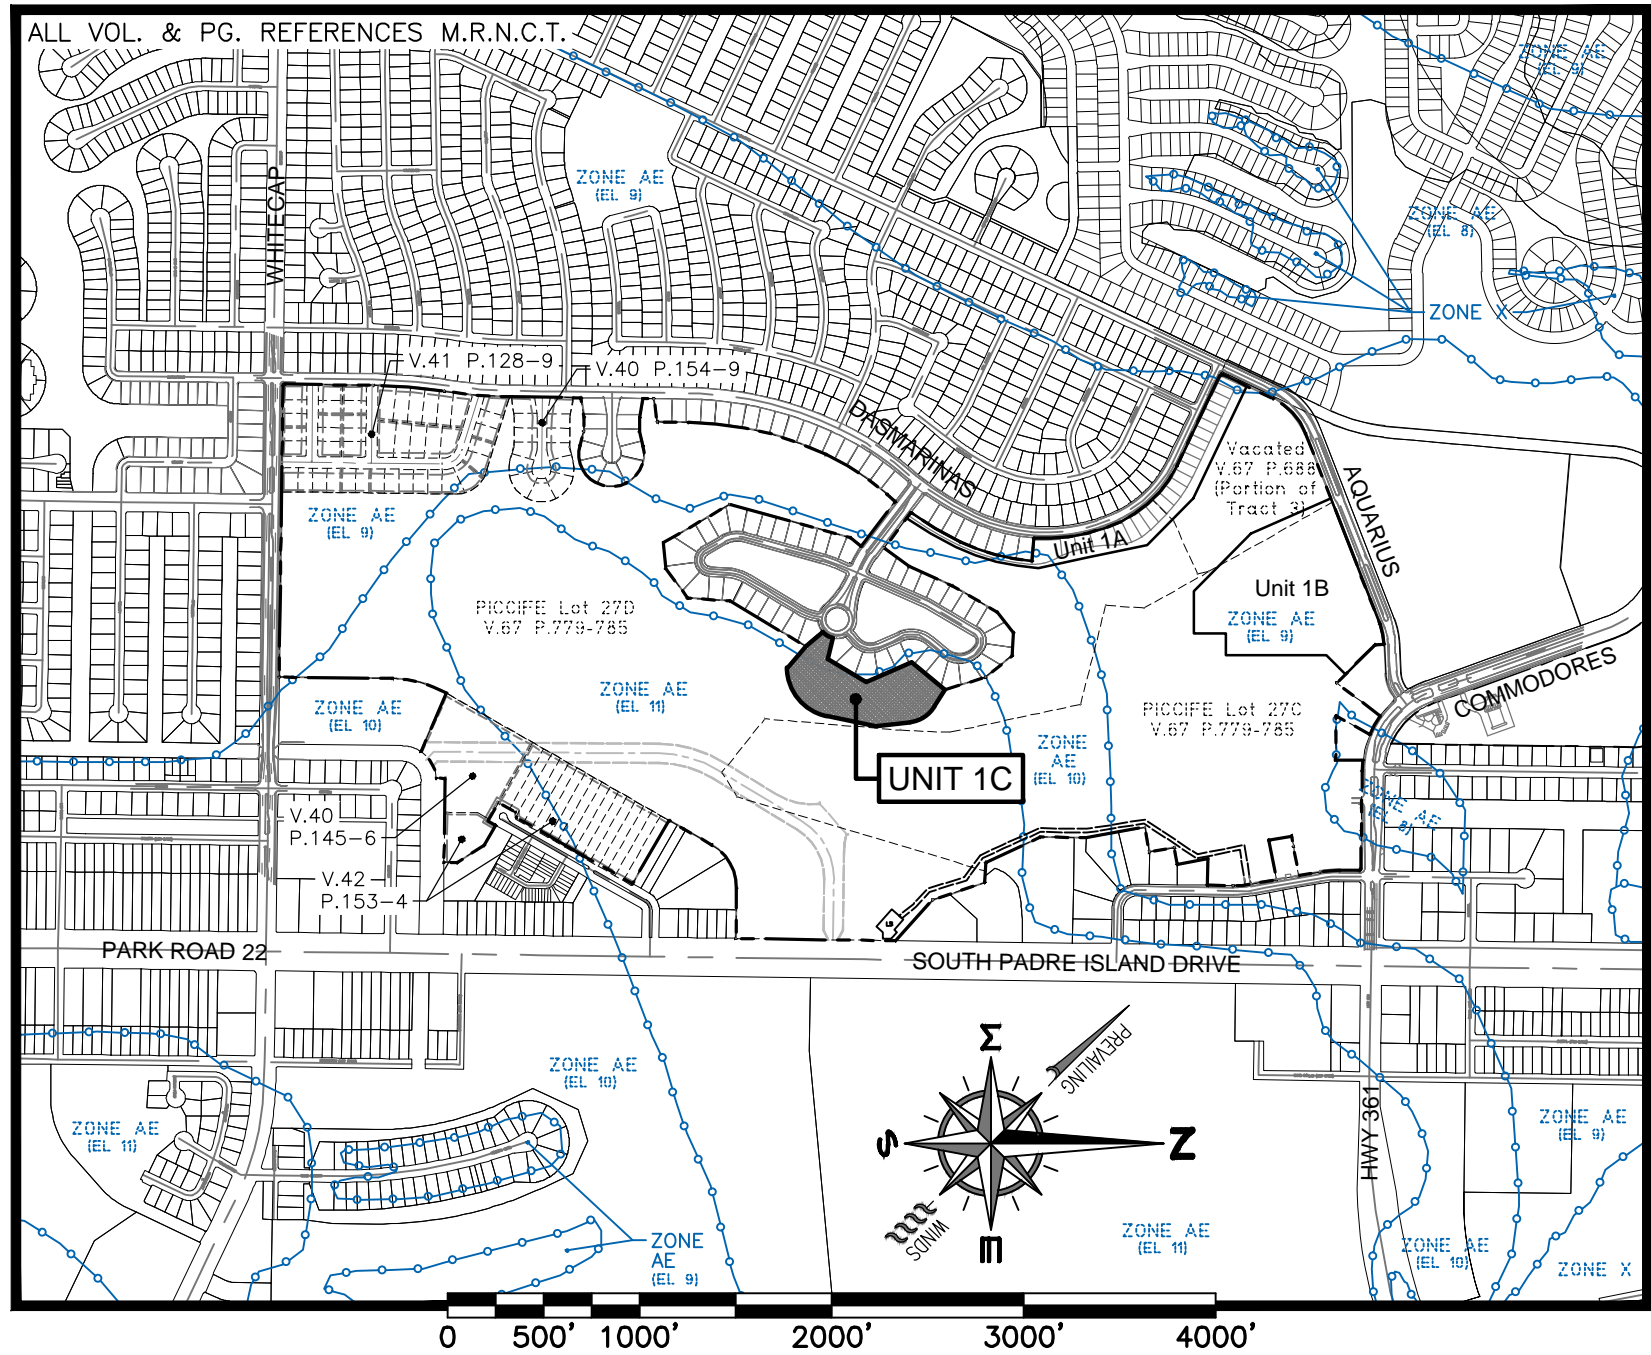 ALL VOL. & PG. REFERENCES M.R.N.C.T.
ZONE AE
(EL 9)
WHITECAP
ZONE AE
(EL 9)
ZONE AE
(EL 8)
ZONE X
V.41 P.128-9
V.40 P.154-9
DASMARINAS
Vacated
V.67 P.688
(Portion of
Tract 3)
AQUARIUS
ZONE AE
(EL 9)
Unit 1A
Unit 1B
ZONE AE
(EL 9)
PICCIFE Lot 27D
V.67 P.779-785
COMMODORES
ZONE AE
(EL 11)
ZONE AE
(EL 10)
PICCIFE Lot 27C
V.67 P.779-785
ZONE
AE
(EL 10)
UNIT 1C
ZONE AE
(EL 8)
V.40
P.145-6
V.42
P.153-4
PARK ROAD 22
SOUTH PADRE ISLAND DRIVE
PREVAILING
ZONE AE
(EL 10)
HWY 361
ZONE AE
(EL 11)
ZONE AE
(EL 9)
S
N
E
WINDS
ZONE AE
(EL 11)
ZONE
AE
(EL 9)
ZONE AE
(EL 10)
ZONE X
0 500' 1000' 2000' 3000' 4000'